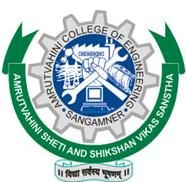 AMRUTVAHINI COLLEGE OF ENGINEERING
SANGAMNER
AMRUTVAHINI SHETI AND SHIKSHAN VIKAS SANSTHA
॥ विद्या सर्वस्य भूषणम् ॥